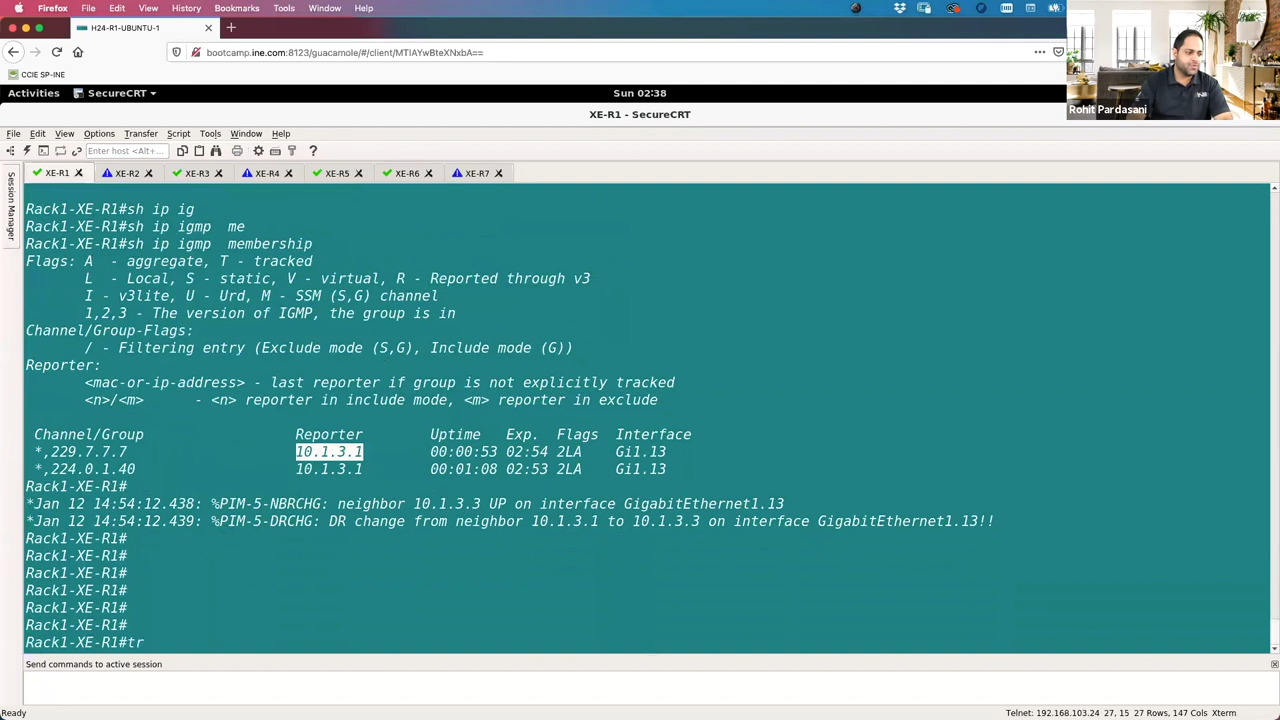 Firefox File Edit View History Bookmarks Tools Window Help
H24-R1-UBUNTU-1
bootcamp.ine.com:8123/guacamole/#/client/MTIAYwBteXNxbA==
CCIE SP-INE
Rohit Pardasani
Activities SecureCRT Sun 02:38
XE-R1 - SecureCRT
File Edit View Options Transfer Script Tools Window Help
Enter host <Alt+...
Session Manager
XE-R1 XE-R2 XE-R3 XE-R4 XE-R5 XE-R6 XE-R7
Rack1-XE-R1#sh ip ig
Rack1-XE-R1#sh ip igmp  me
Rack1-XE-R1#sh ip igmp  membership
Flags: A  - aggregate, T - tracked
L  - Local, S - static, V - virtual, R - Reported through v3
I - v3lite, U - Urd, M - SSM (S,G) channel
1,2,3 - The version of IGMP, the group is in
Channel/Group-Flags:
/ - Filtering entry (Exclude mode (S,G), Include mode (G))
Reporter:
<mac-or-ip-address> - last reporter if group is not explicitly tracked
<n>/<m>      - <n> reporter in include mode, <m> reporter in exclude
Channel/Group Reporter Uptime Exp. Flags Interface
*,229.7.7.7 10.1.3.1 00:00:53 02:54 2LA Gi1.13
*,224.0.1.40 10.1.3.1 00:01:08 02:53 2LA Gi1.13
Rack1-XE-R1#
*Jan 12 14:54:12.438: %PIM-5-NBRCHG: neighbor 10.1.3.3 UP on interface GigabitEthernet1.13
*Jan 12 14:54:12.439: %PIM-5-DRCHG: DR change from neighbor 10.1.3.1 to 10.1.3.3 on interface GigabitEthernet1.13!!
Rack1-XE-R1#
Rack1-XE-R1#
Rack1-XE-R1#
Rack1-XE-R1#
Rack1-XE-R1#
Rack1-XE-R1#
Rack1-XE-R1#tr
Send commands to active session
Ready Telnet: 192.168.103.24 27, 15 27 Rows, 147 Cols Xterm